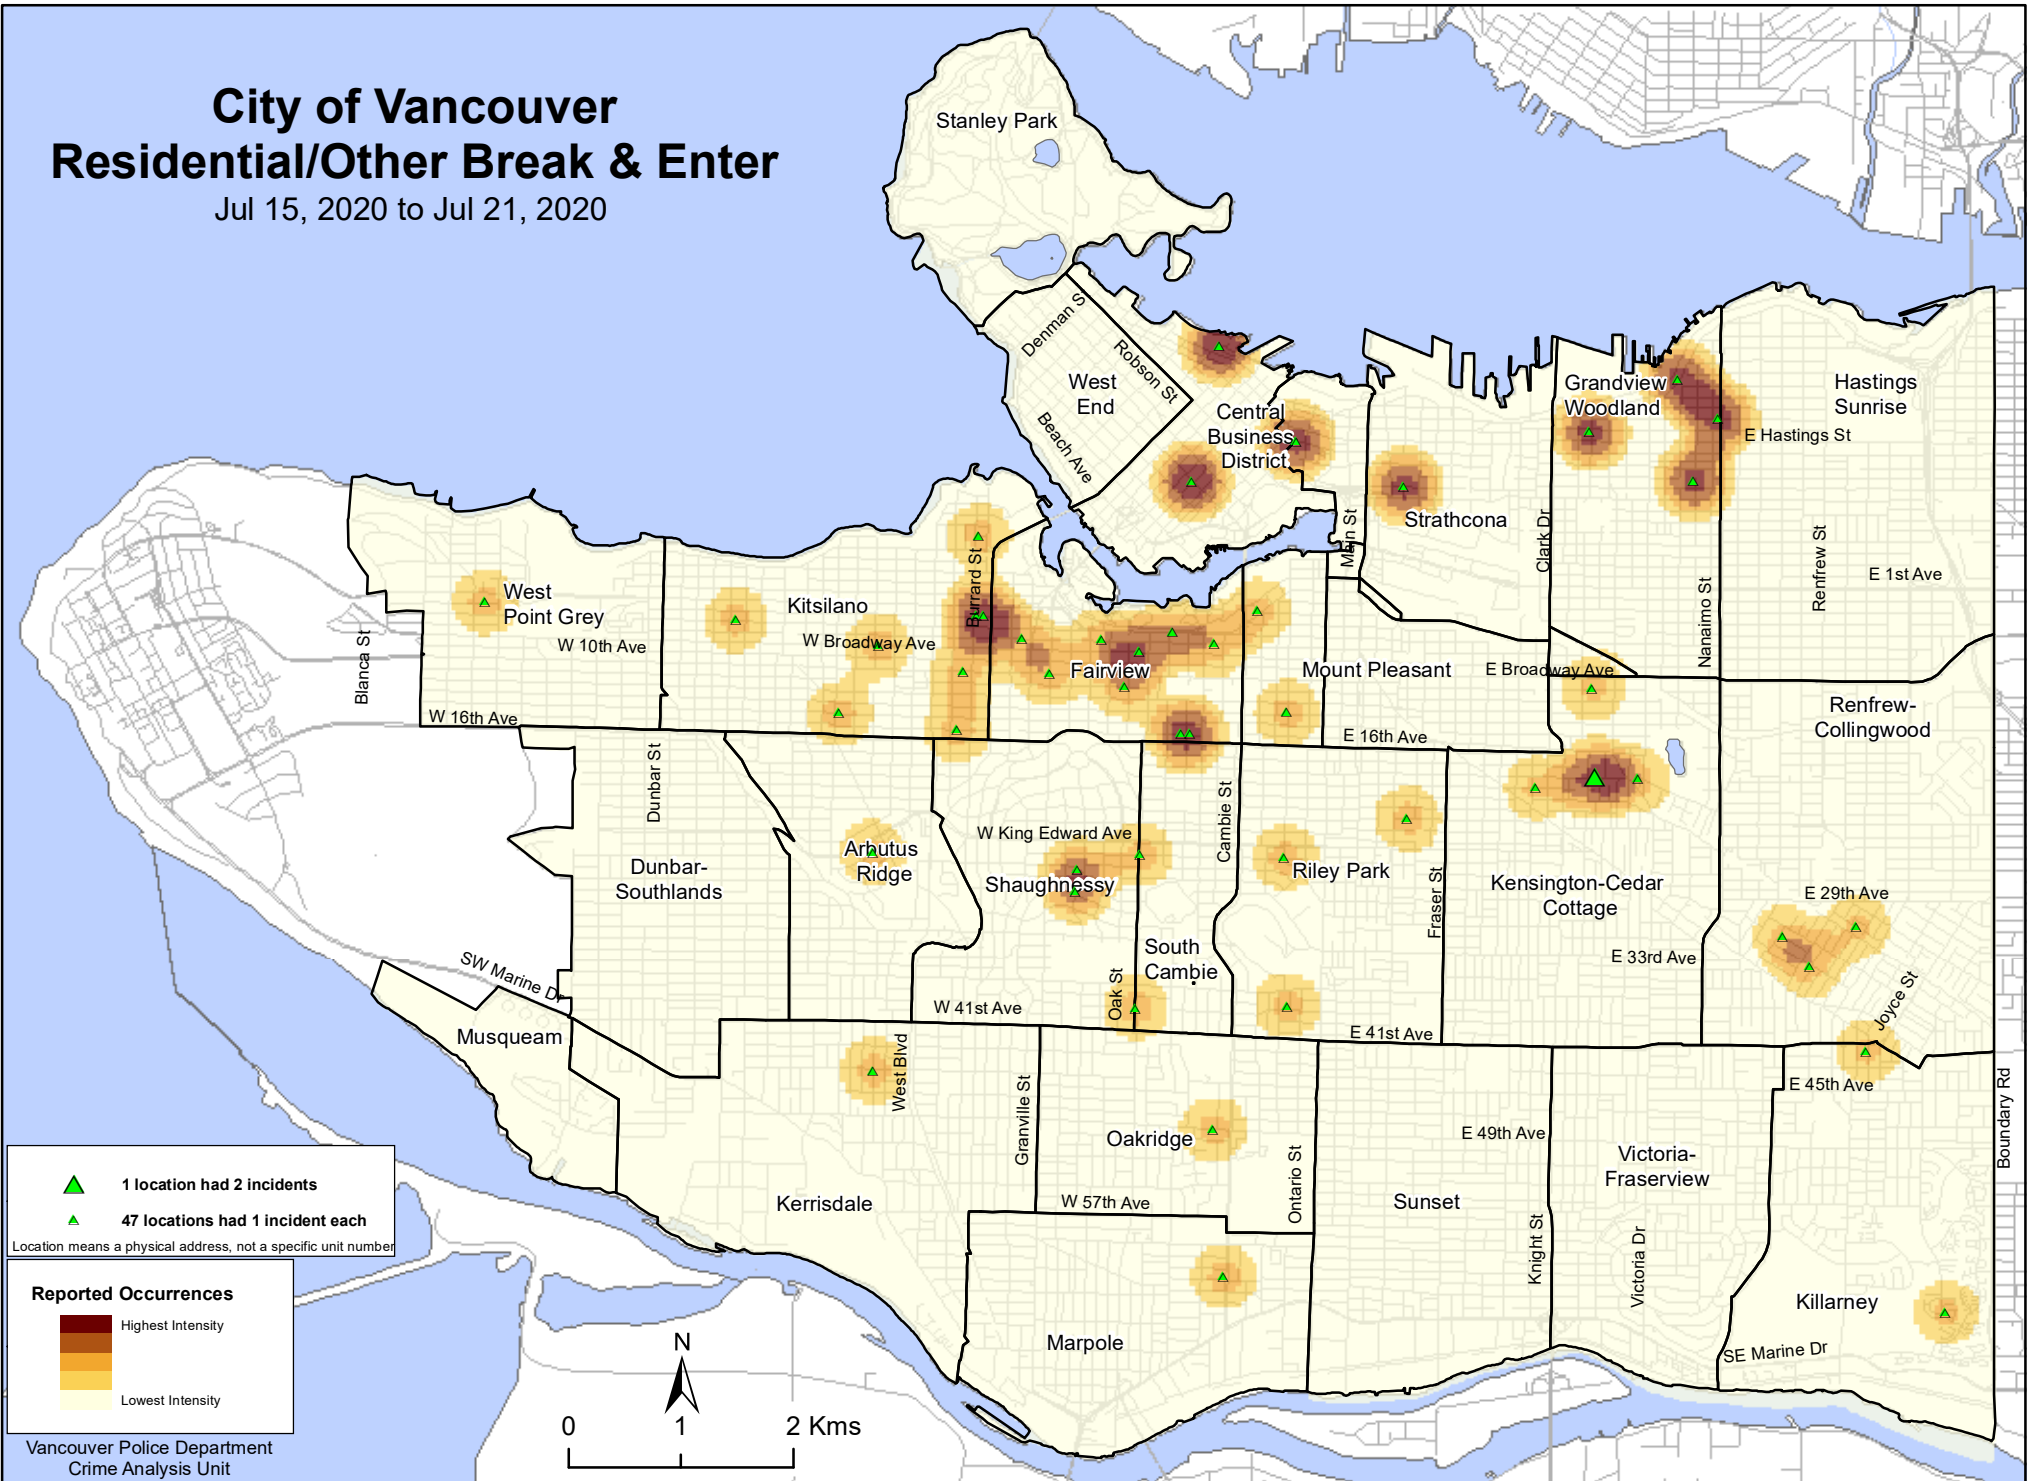 City of Vancouver
Residential/Other Break & Enter
Jul 15, 2020 to Jul 21, 2020
Stanley Park
Denman S
Robson St
West
End
Beach Ave
Central
Business
District
Main St
Strathcona
Clark Dr
Grandview
Woodland
Hastings
Sunrise
E Hastings St
Nanaimo St
Renfrew St
E 1st Ave
West
Point Grey
W 10th Ave
Blanca St
W 16th Ave
Kitsilano
W Broadway Ave
Burrard St
Fairview
Mount Pleasant
E Broadway Ave
E 16th Ave
Renfrew-
Collingwood
Dunbar St
Dunbar-
Southlands
Arbutus
Ridge
W King Edward Ave
Shaughnessy
Cambie St
Riley Park
Fraser St
Kensington-Cedar
Cottage
E 29th Ave
E 33rd Ave
Joyce St
South
Cambie
Oak St
W 41st Ave
E 41st Ave
SW Marine Dr
Musqueam
West Blvd
Granville St
Oakridge
Ontario St
W 57th Ave
E 49th Ave
E 45th Ave
Boundary Rd
Kerrisdale
Sunset
Knight St
Victoria-
Fraserview
Victoria Dr
Killarney
SE Marine Dr
Marpole
1 location had 2 incidents
47 locations had 1 incident each
Location means a physical address, not a specific unit number
Reported Occurrences
Highest Intensity
Lowest Intensity
Vancouver Police Department
Crime Analysis Unit
N
0 1 2 Kms